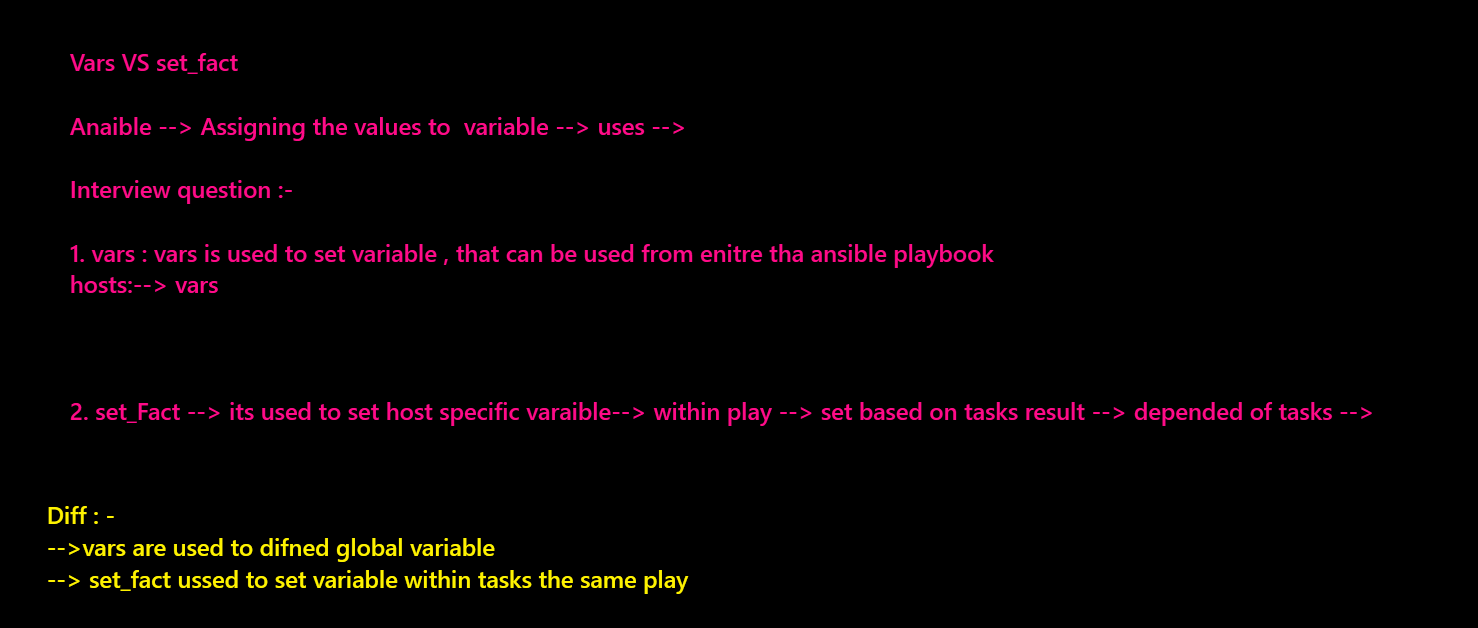 Vars VS set_fact
Anaible --> Assigning the values to  variable --> uses -->
Interview question :-
1. vars : vars is used to set variable , that can be used from enitre tha ansible playbook
hosts:--> vars
2. set_Fact --> its used to set host specific varaible--> within play --> set based on tasks result --> depended of tasks -->
Diff : -
-->vars are used to difned global variable
--> set_fact ussed to set variable within tasks the same play